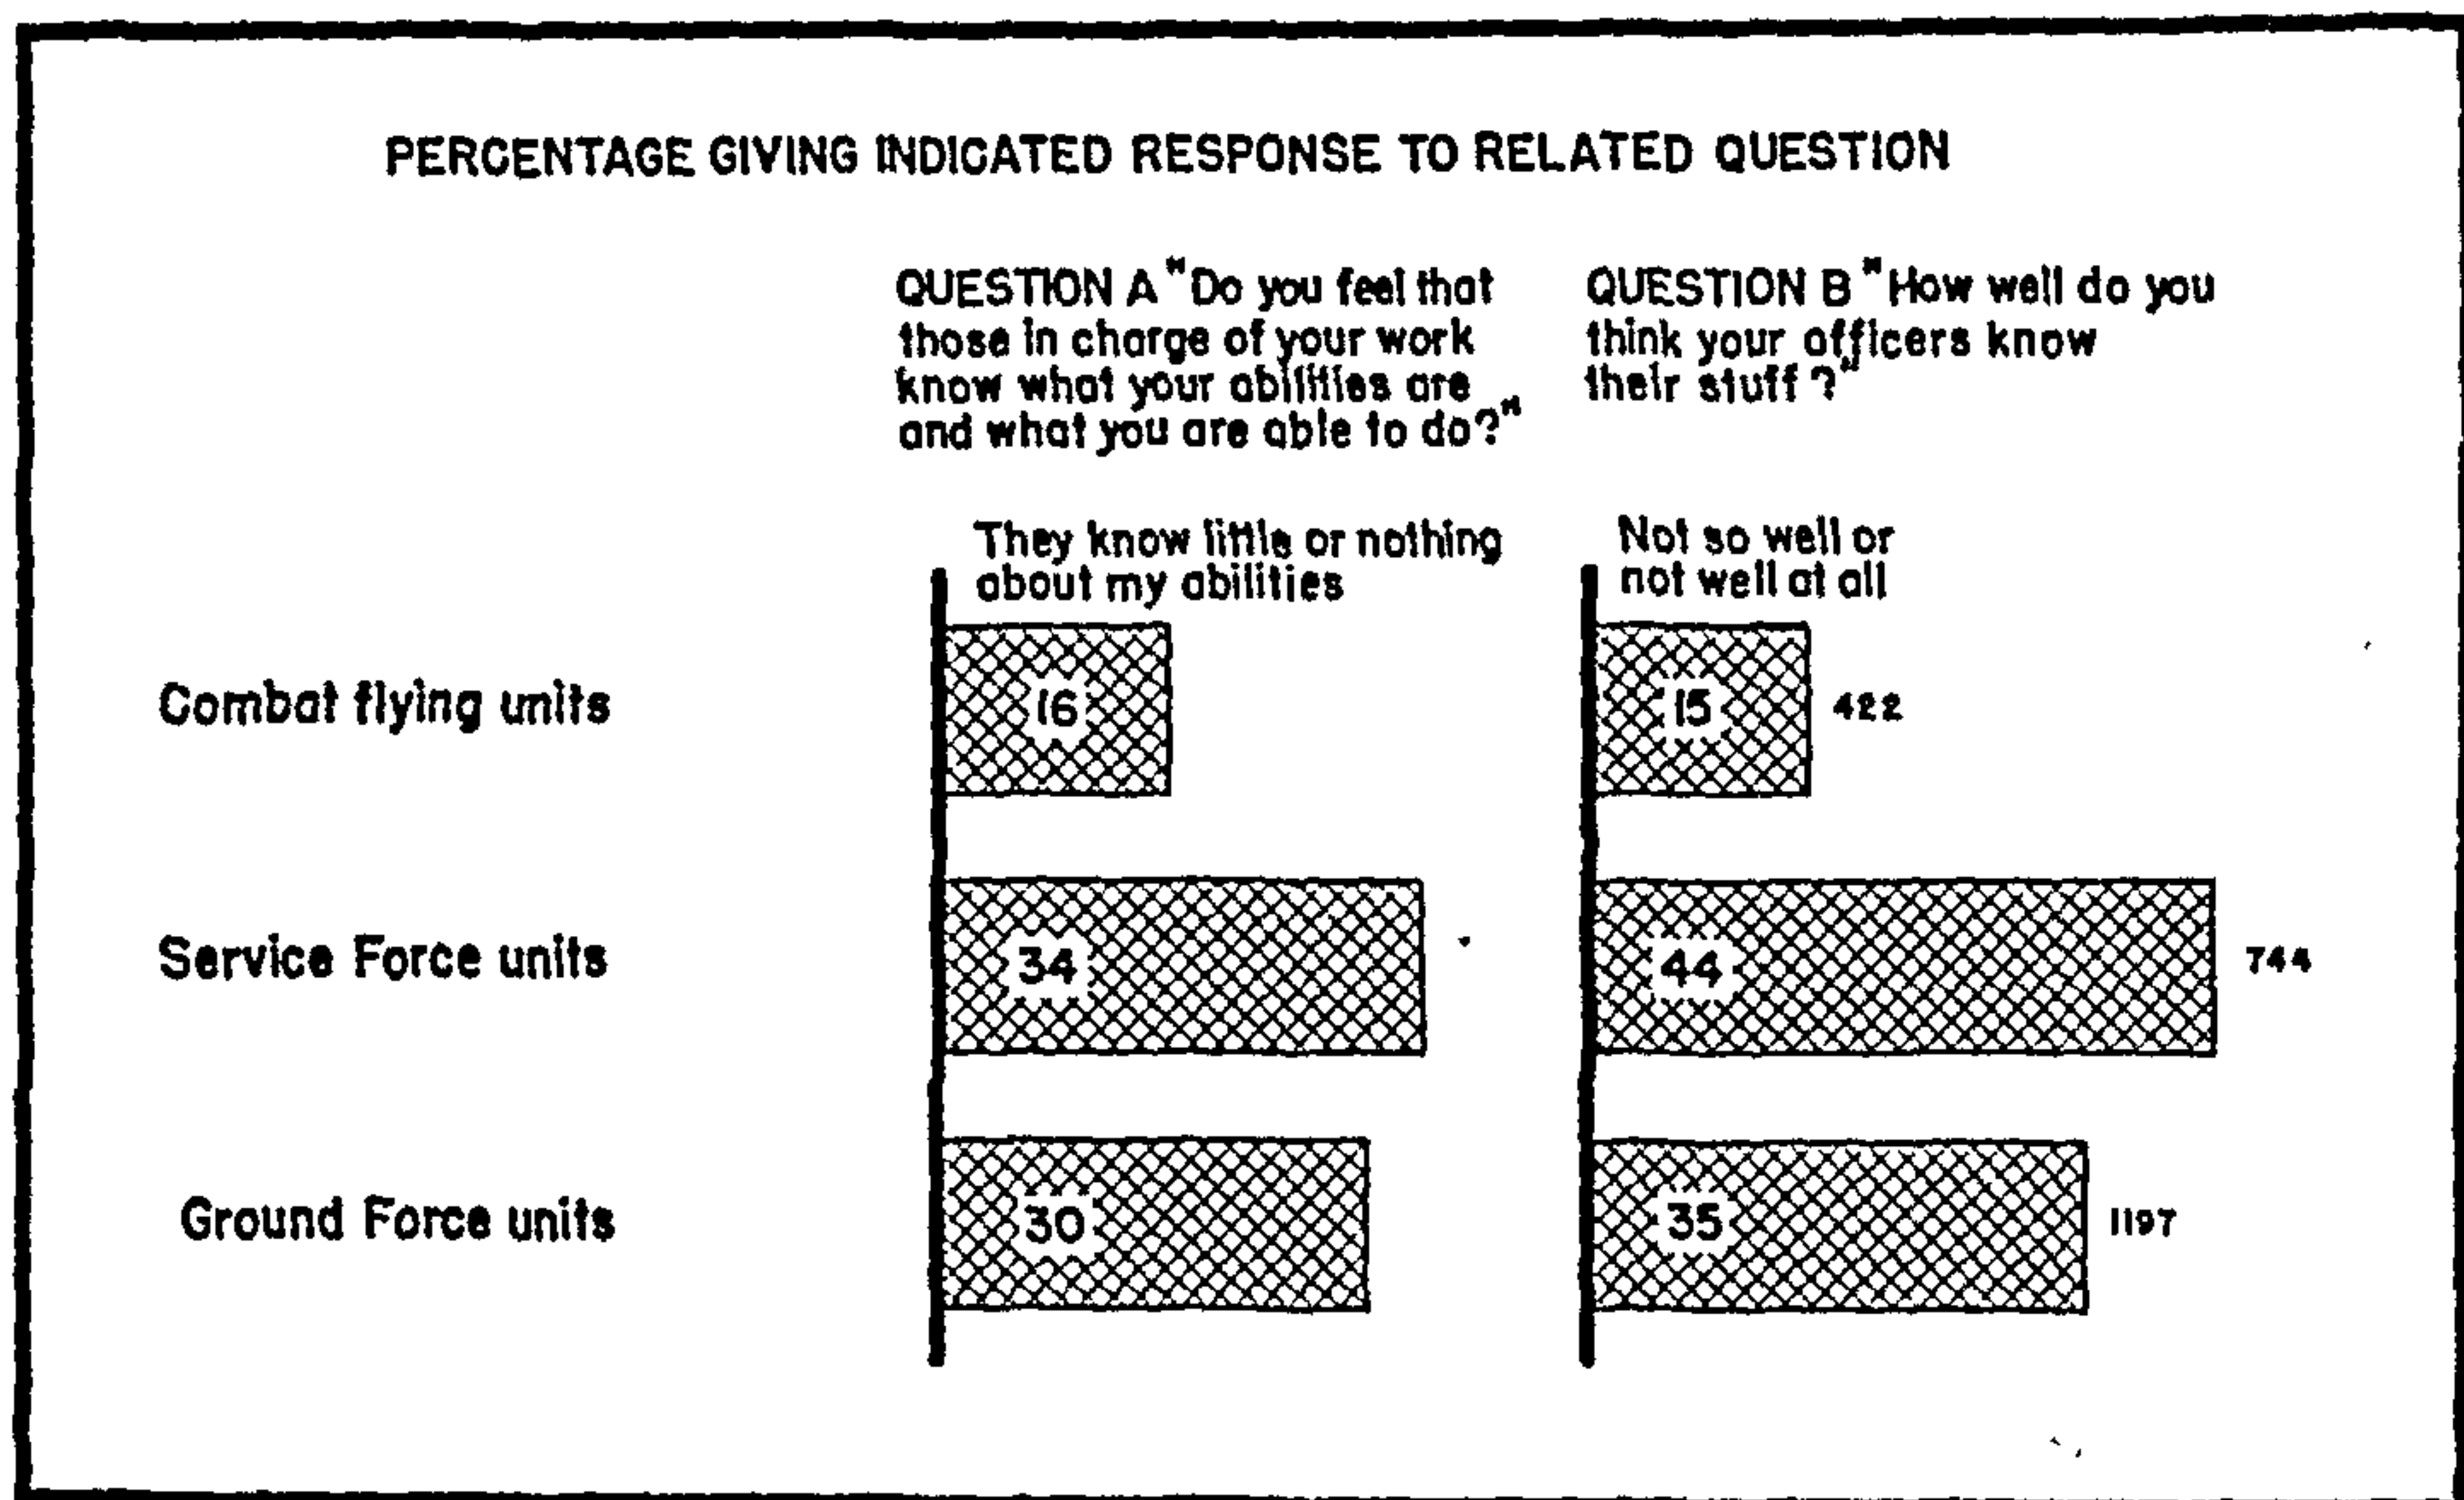 PERCENTAGE GIVING INDICATED RESPONSE TO RELATED QUESTION
QUESTION A "Do you feel that
those in charge of your work
know what your abilities are
and what you are able to do?"
QUESTION B "How well do you
think your officers know
their stuff?"
They know little or nothing
about my abilities
Not so well or
not well at all
Combat flying units
16
15
422
Service Force units
34
44
744
Ground Force units
30
35
1197